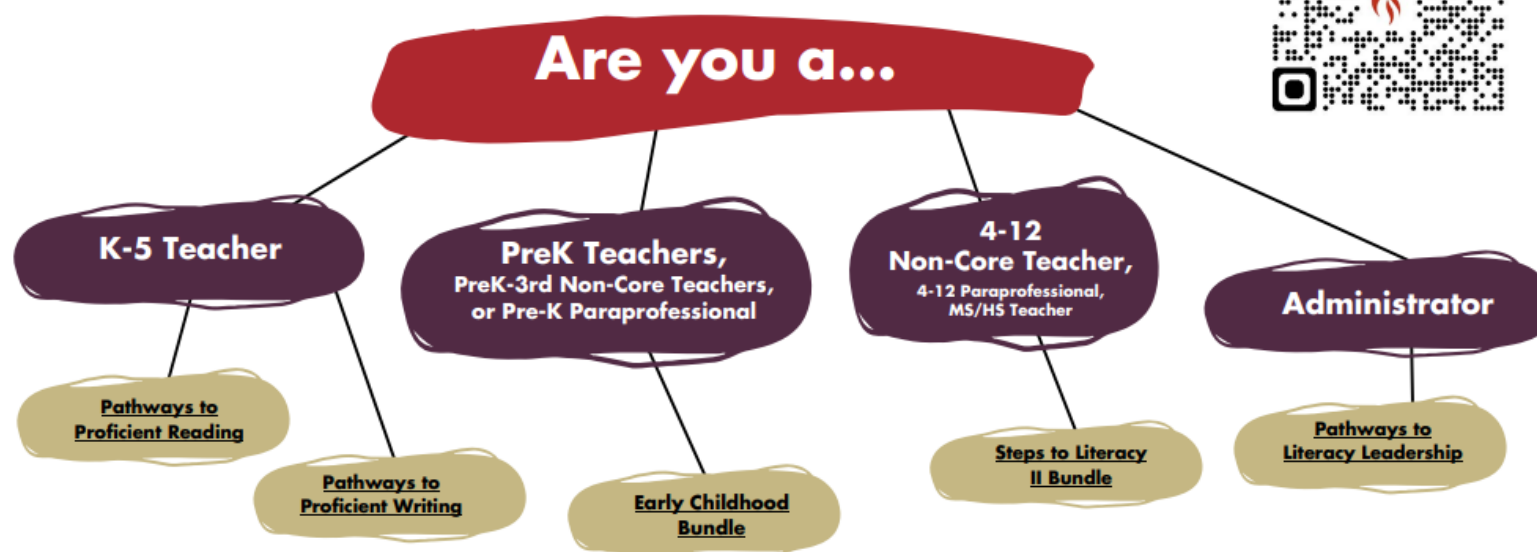 Are you a...
K-5 Teacher
PreK Teachers,
PreK-3rd Non-Core Teachers,
or Pre-K Paraprofessional
4-12
Non-Core Teacher,
4-12 Paraprofessional,
MS/HS Teacher
Administrator
Pathways to
Proficient Reading
Pathways to
Proficient Writing
Early Childhood
Bundle
Steps to Literacy
II Bundle
Pathways to
Literacy Leadership